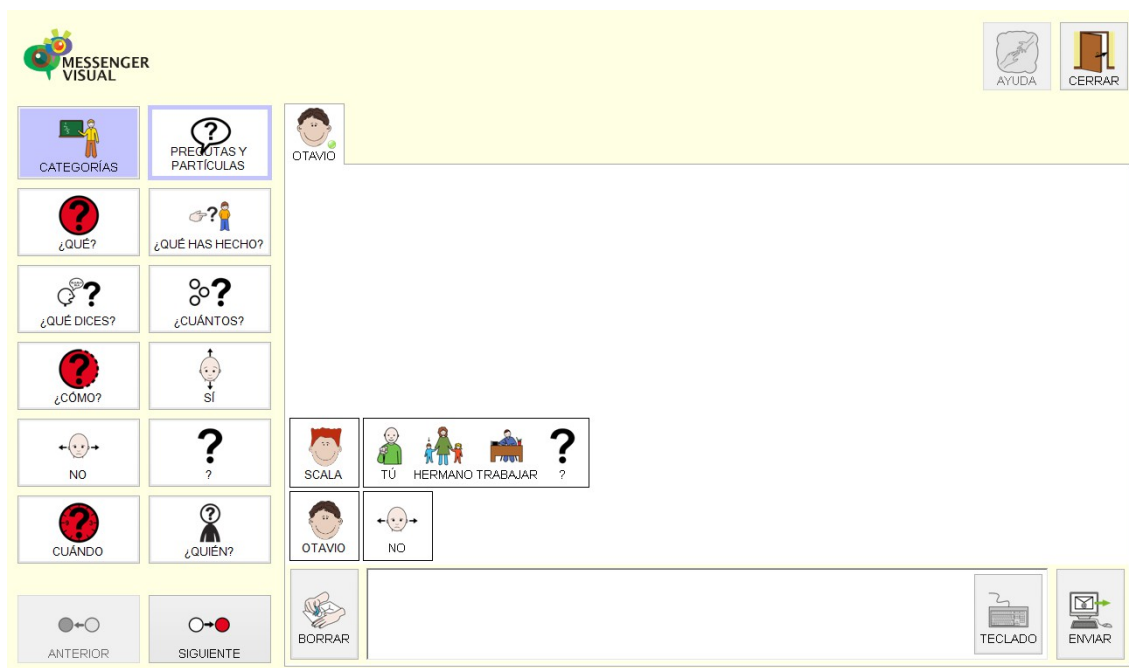 MESSENGER
VISUAL
AYUDA
CERRAR
CATEGORÍAS
PREGUTAS Y
PARTÍCULAS
OTAVIO
¿QUÉ?
¿QUÉ HAS HECHO?
¿QUÉ DICES?
¿CUÁNTOS?
¿CÓMO?
SÍ
NO
?
CUÁNDO
¿QUIÉN?
SCALA
TÚ HERMANO TRABAJAR ?
OTAVIO
NO
BORRAR
TECLADO
ENVIAR
ANTERIOR
SIGUIENTE